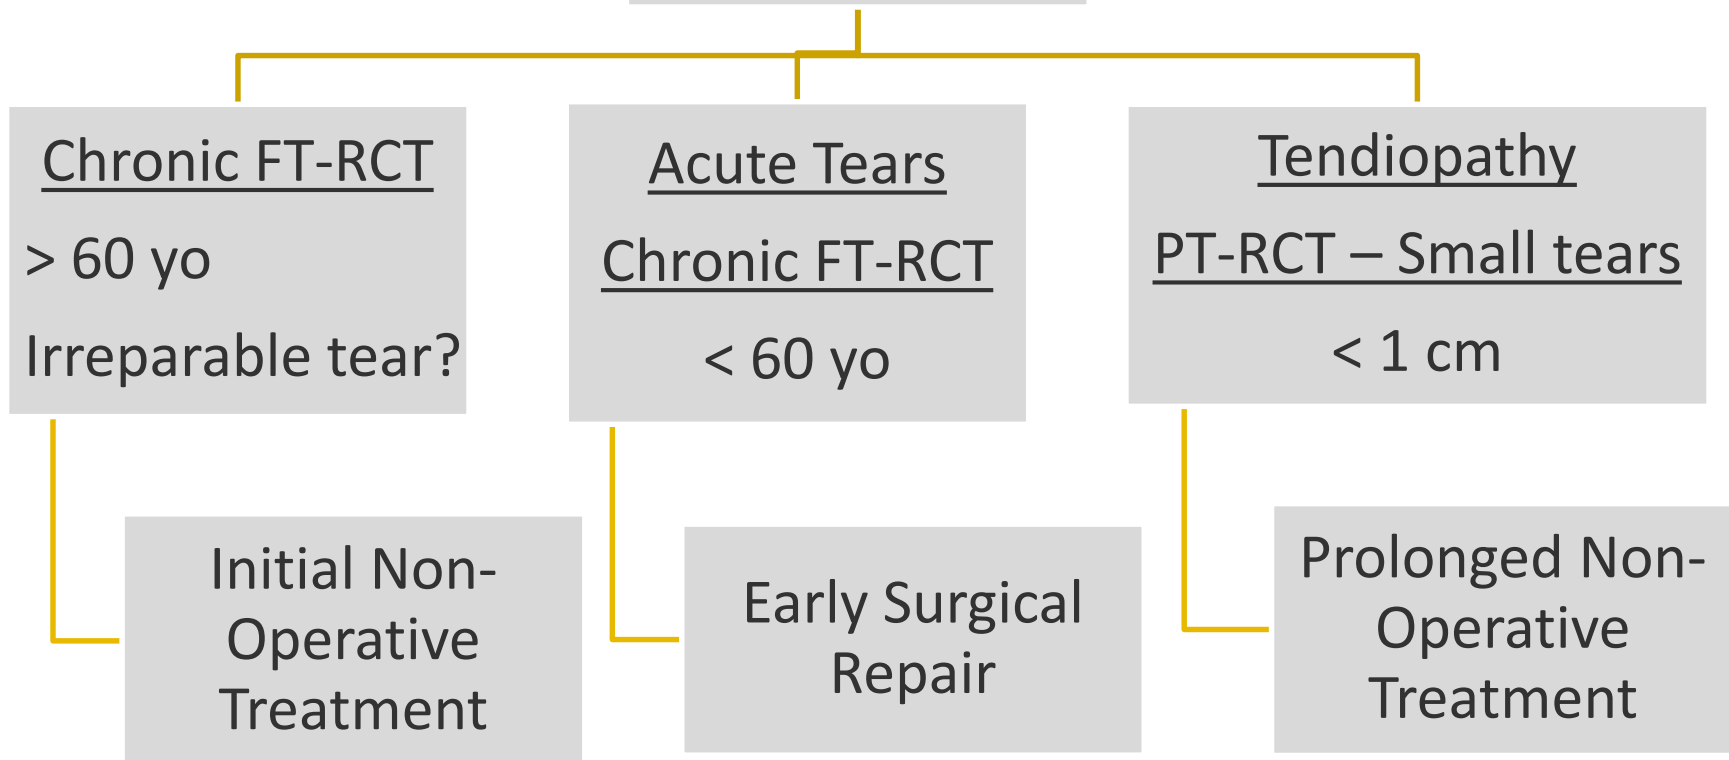 Chronic FT-RCT
> 60 yo
Irreparable tear?
Acute Tears
Chronic FT-RCT
< 60 yo
Tendiopathy
PT-RCT – Small tears
< 1 cm
Initial Non-
Operative
Treatment
Early Surgical
Repair
Prolonged Non-
Operative
Treatment